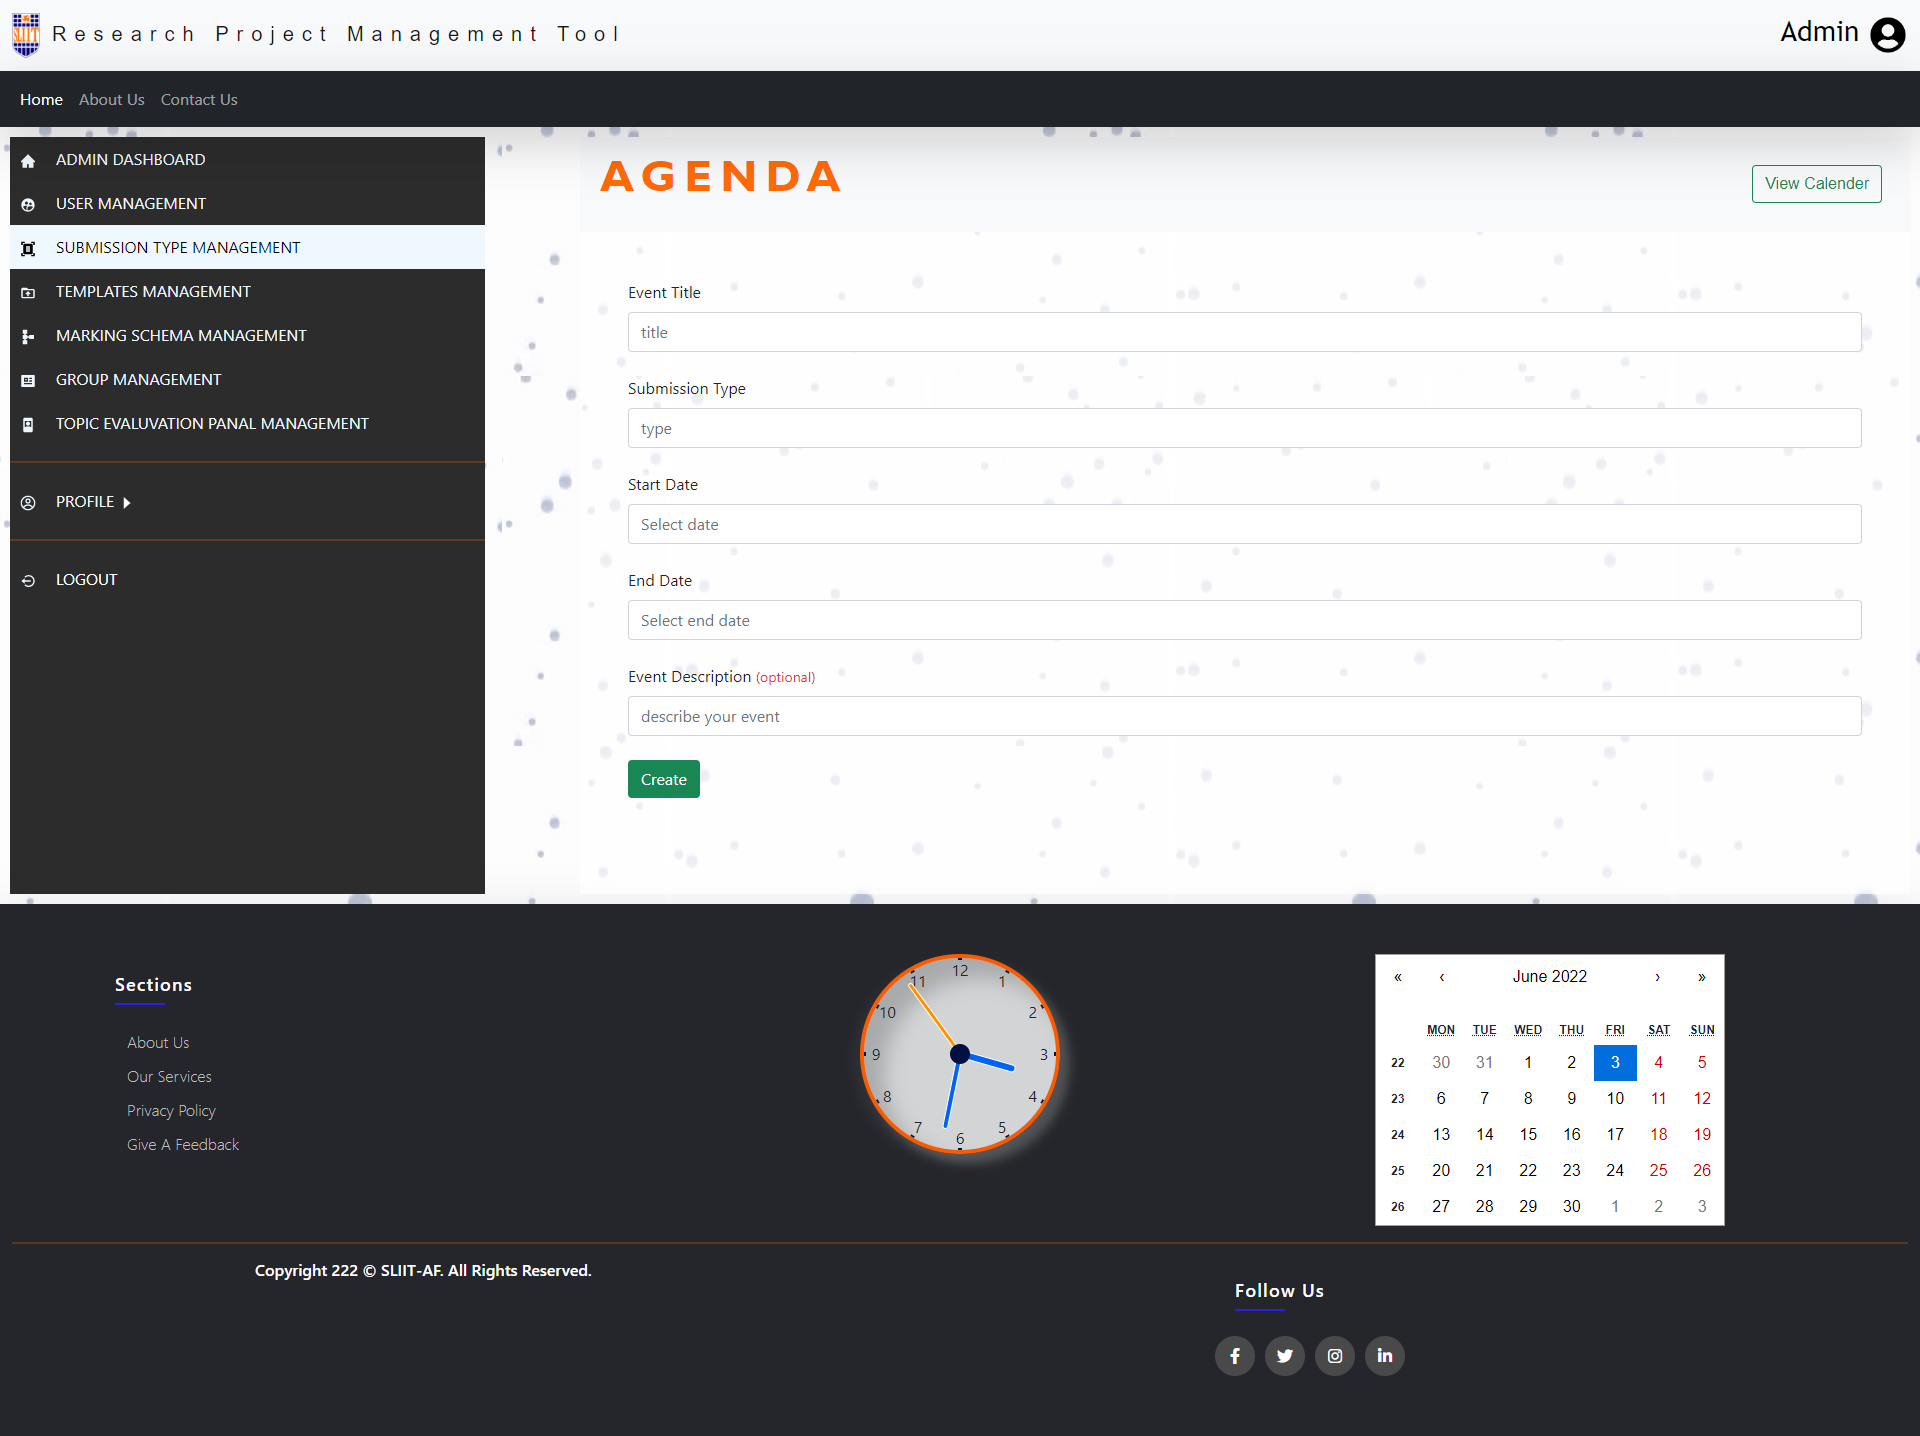 SLIIT
Research Project Management Tool
Admin
Home About Us Contact Us
ADMIN DASHBOARD
USER MANAGEMENT
SUBMISSION TYPE MANAGEMENT
TEMPLATES MANAGEMENT
MARKING SCHEMA MANAGEMENT
GROUP MANAGEMENT
TOPIC EVALUVATION PANAL MANAGEMENT
PROFILE
LOGOUT
AGENDA
View Calender
Event Title
title
Submission Type
type
Start Date
Select date
End Date
Select end date
Event Description (optional)
describe your event
Create
Sections
About Us
Our Services
Privacy Policy
Give A Feedback
12
11 1
10 2
9 3
8 4
7 5
6
« ‹ June 2022 › »
MON TUE WED THU FRI SAT SUN
22 30 31 1 2 3 4 5
23 6 7 8 9 10 11 12
24 13 14 15 16 17 18 19
25 20 21 22 23 24 25 26
26 27 28 29 30 1 2 3
Copyright 222 © SLIIT-AF. All Rights Reserved.
Follow Us